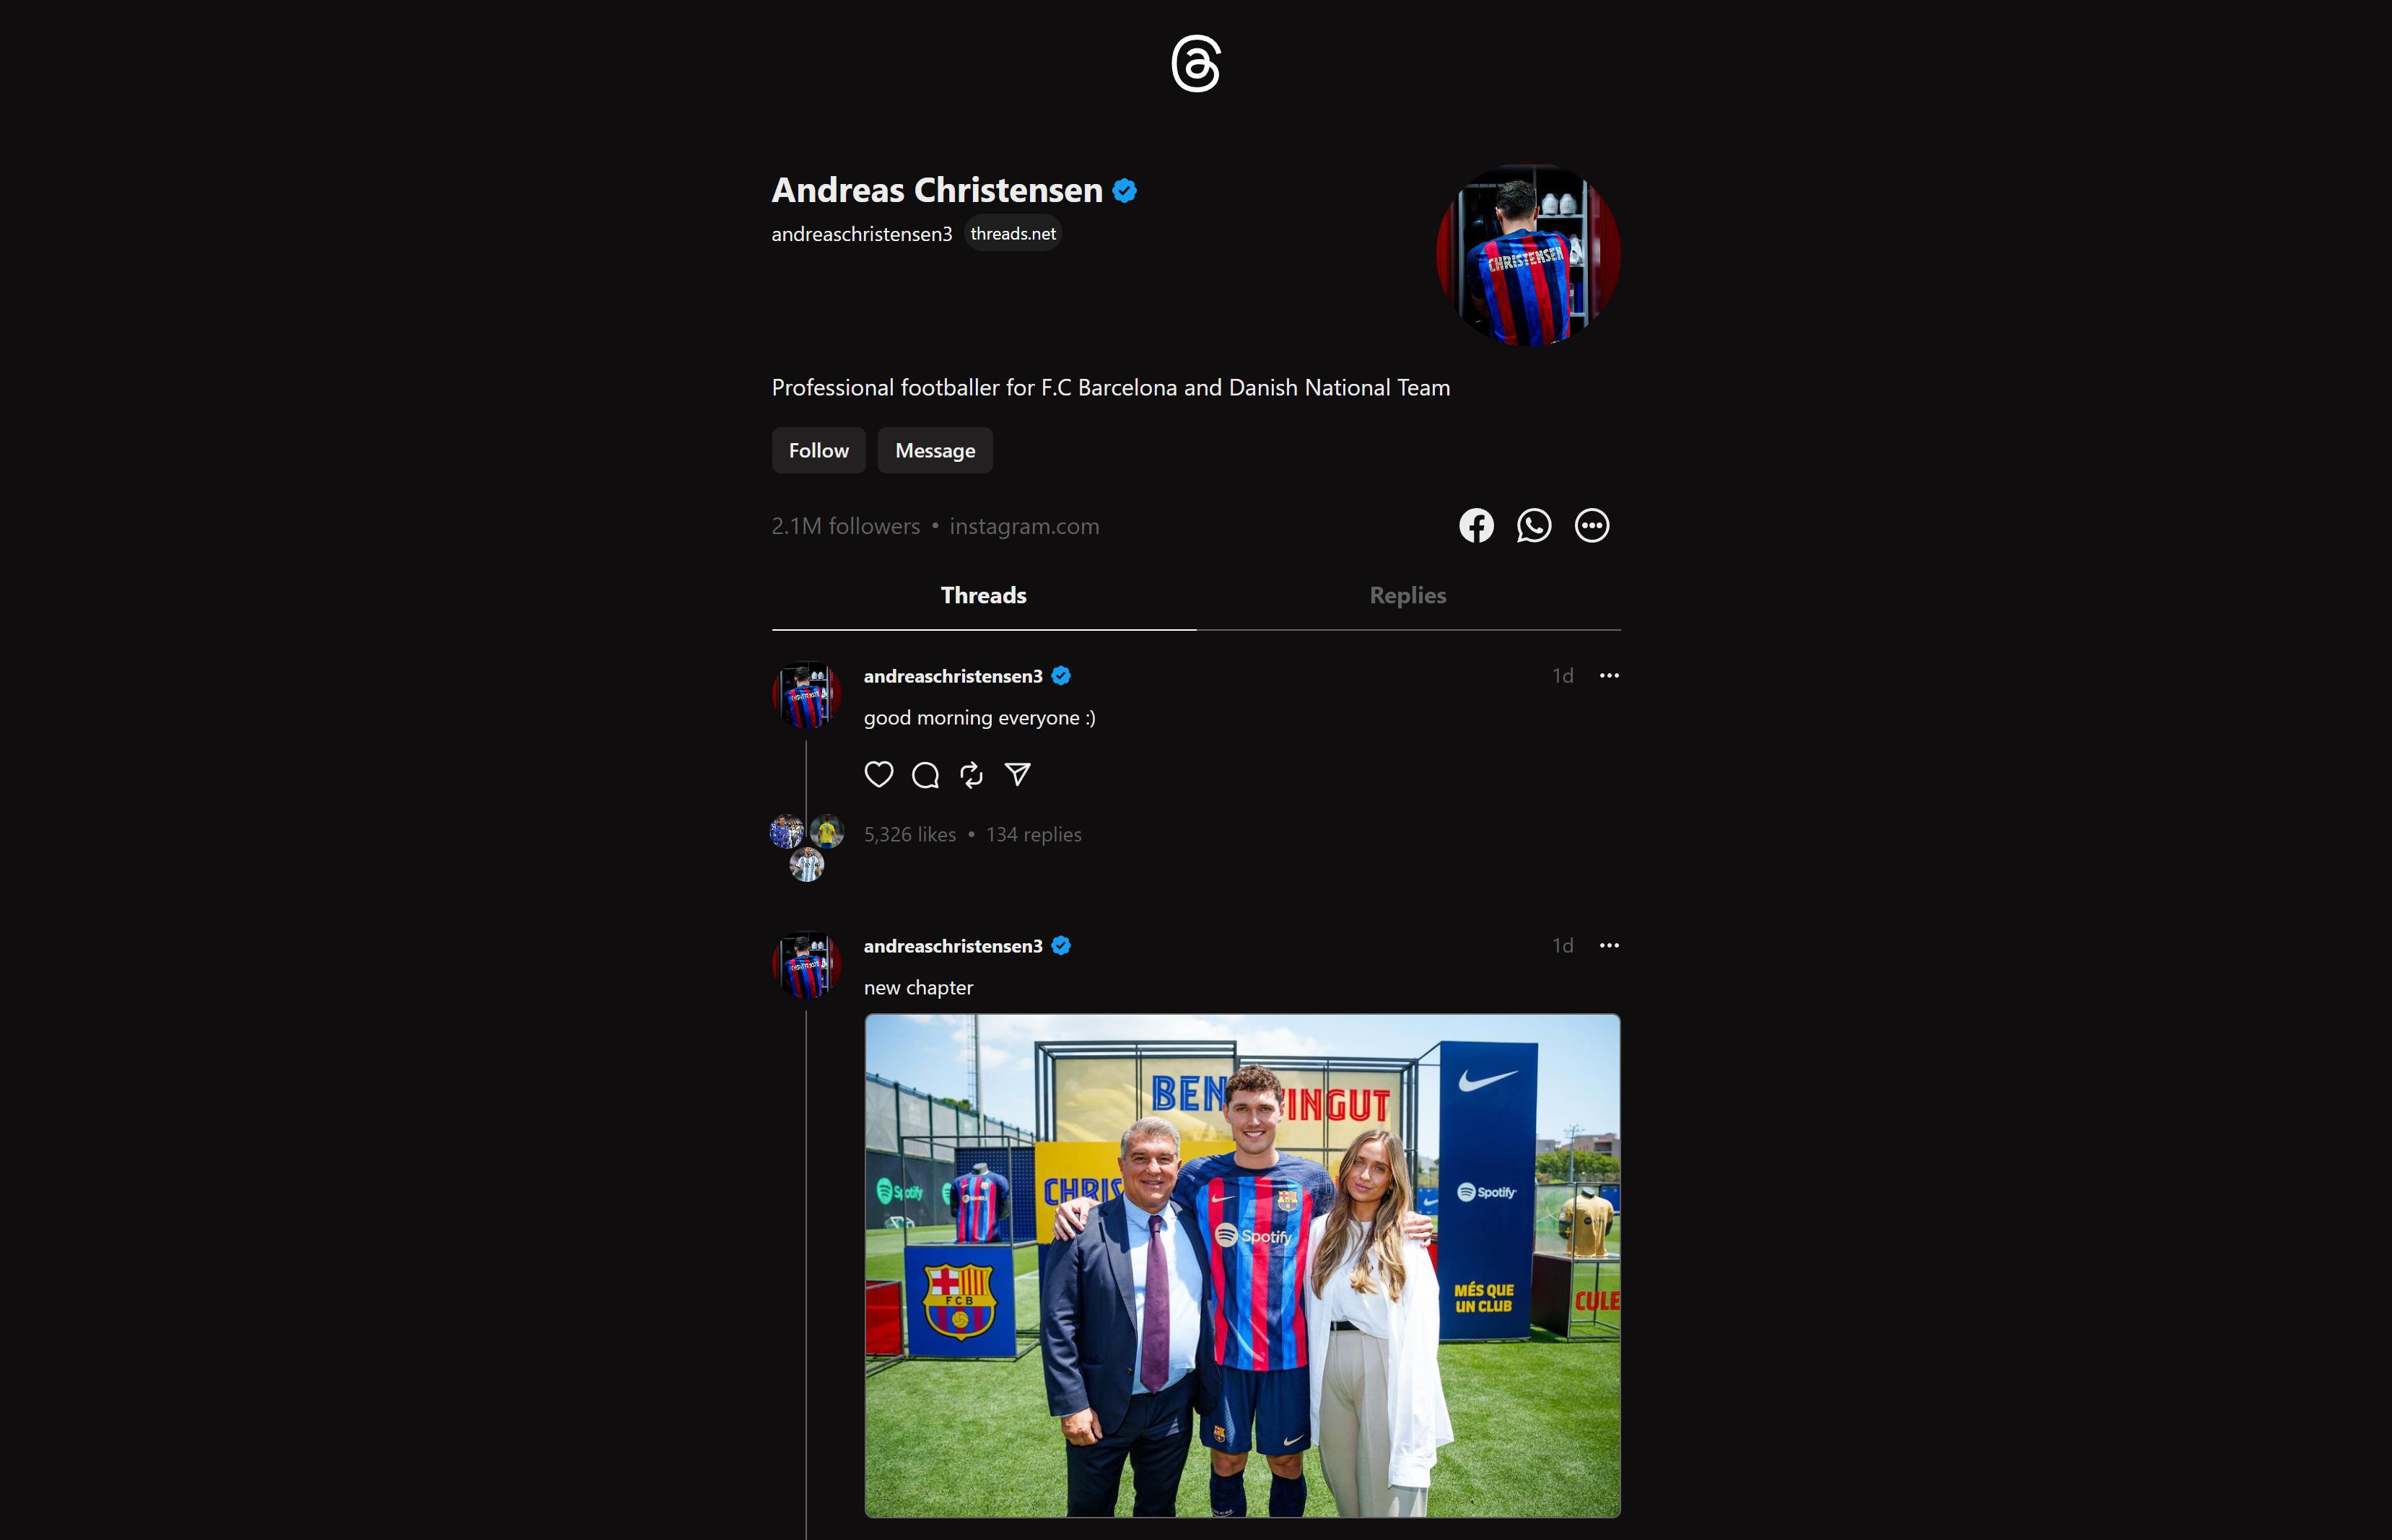 Andreas Christensen
andreaschristensen3 threads.net
CHRISTENSEN
Professional footballer for F.C Barcelona and Danish National Team
Follow Message
2.1M followers • instagram.com
Threads Replies
andreaschristensen3 1d
good morning everyone :)
5,326 likes • 134 replies
andreaschristensen3 1d
new chapter
BEN INGUT
CHRIS
Spotify
Spotify
Spotify
FCB
MÉS QUE
UN CLUB
CULE